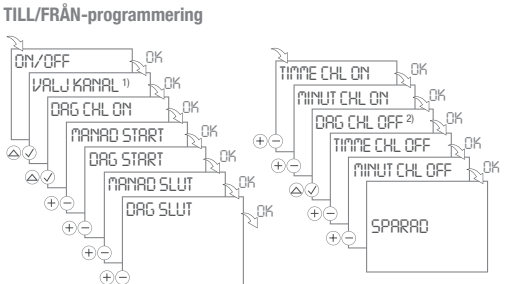 TILL/FRÅN-programmering
ON/OFF
OK
VALJ KANAL 1)
OK
DAG CHL ON
OK
MANAD START
OK
DAG START
OK
MANAD SLUT
OK
DAG SLUT
OK
TIMME CHL ON
OK
MINUT CHL ON
OK
DAG CHL OFF 2)
OK
TIMME CHL OFF
OK
MINUT CHL OFF
OK
SPARAD